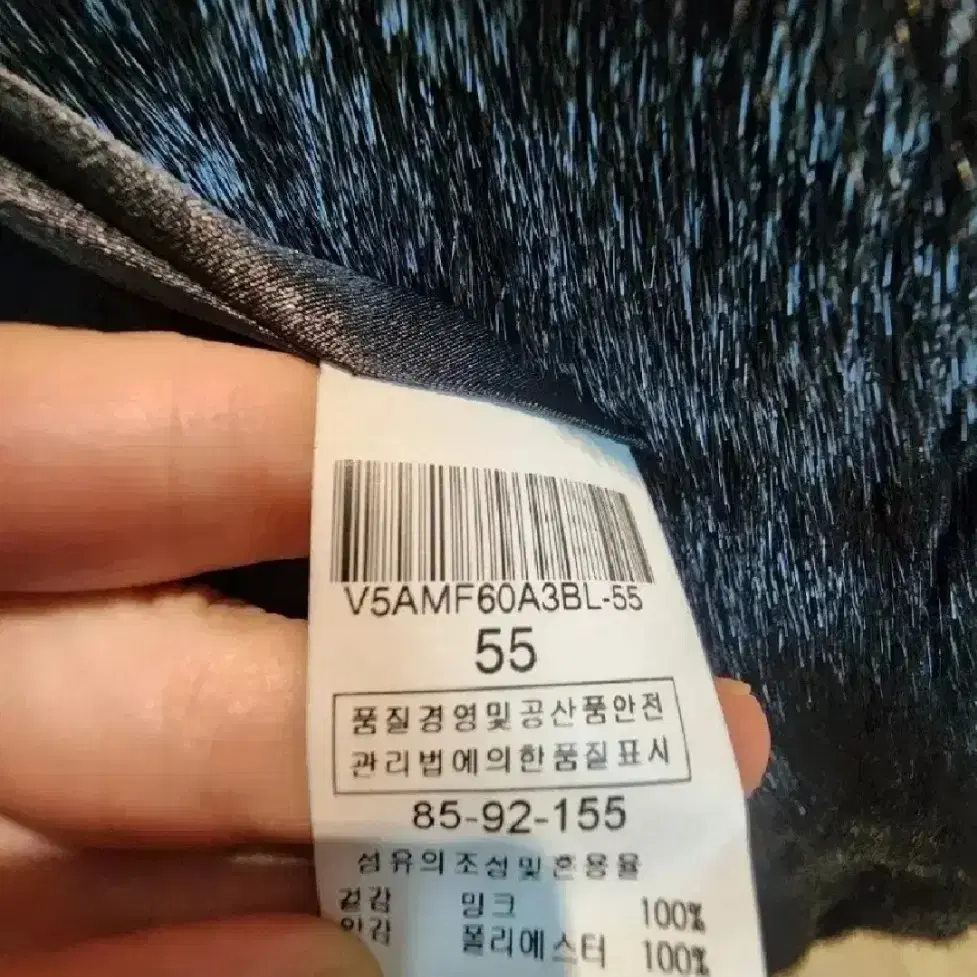 V5AMF60A3BL-55
55
품질경영및공산품안전
관리법에의한품질표시
85-92-155
섬유의조성및혼용율
겉감 밍크 100%
안감 폴리에스터 100%